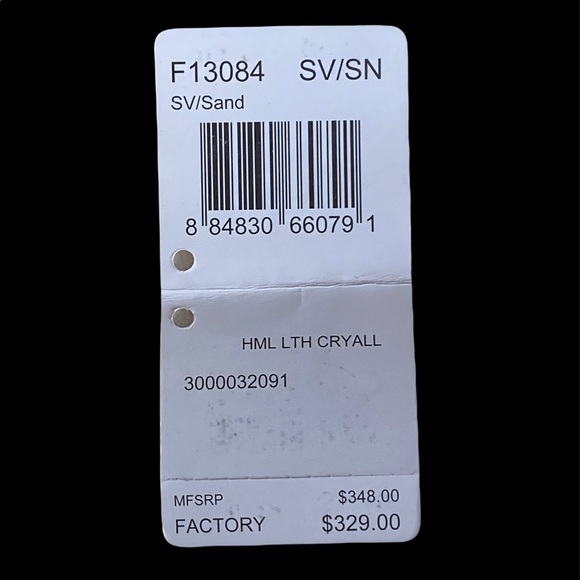 F13084 SV/SN
SV/Sand
8 84830 66079 1
HML LTH CRYALL
3000032091
MFSRP $348.00
FACTORY $329.00